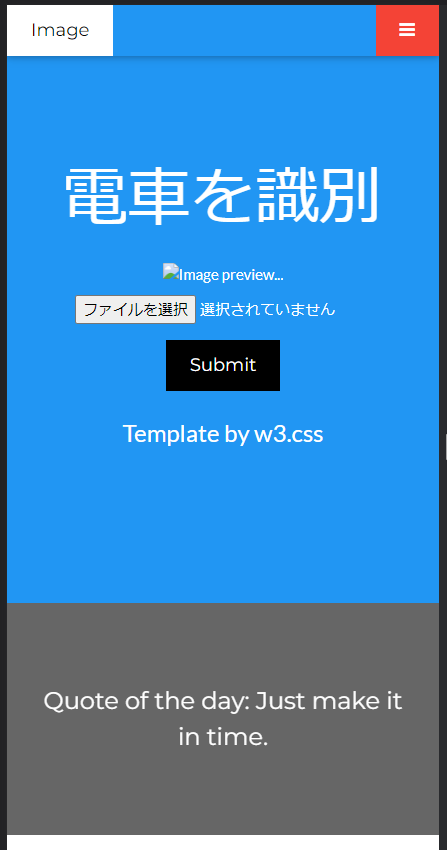 Image
電車を識別
Image preview...
ファイルを選択 選択されていません
Submit
Template by w3.css
Quote of the day: Just make it
in time.